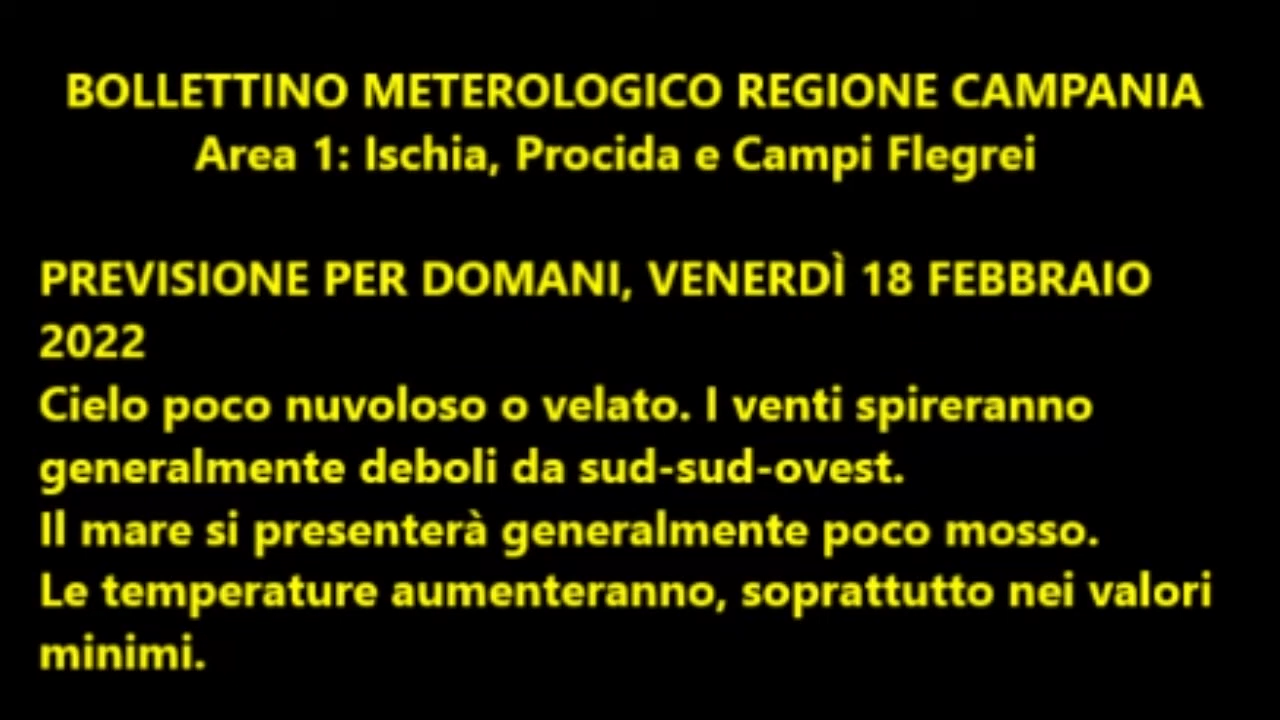 BOLLETTINO METEROLOGICO REGIONE CAMPANIA
Area 1: Ischia, Procida e Campi Flegrei
PREVISIONE PER DOMANI, VENERDÌ 18 FEBBRAIO
2022
Cielo poco nuvoloso o velato. I venti spireranno
generalmente deboli da sud-sud-ovest.
Il mare si presenterà generalmente poco mosso.
Le temperature aumenteranno, soprattutto nei valori
minimi.